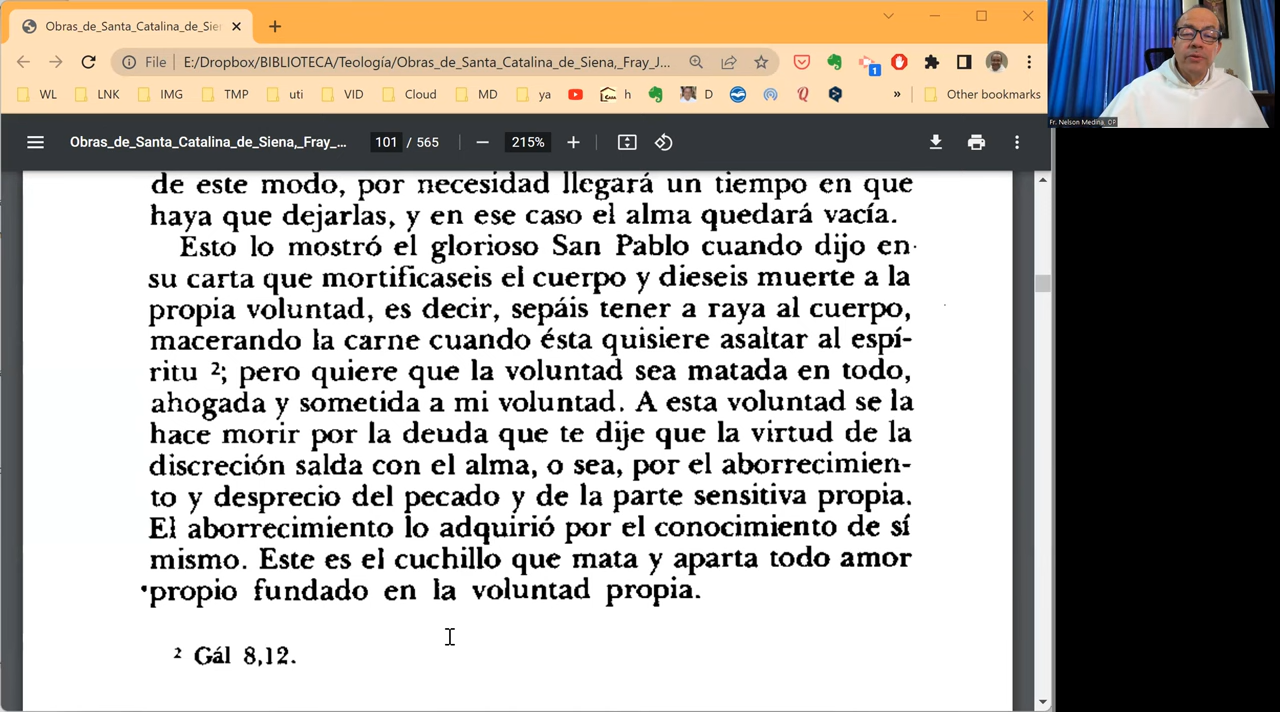 Obras_de_Santa_Catalina_de_Sie
File E:/Dropbox/BIBLIOTECA/Teología/Obras_de_Santa_Catalina_de_Siena,_Fray_J...
1
WL LNK IMG TMP uti VID Cloud MD ya h D » Other bookmarks
Fr. Nelson Medina, OP
Obras_de_Santa_Catalina_de_Siena,_Fray_... 101 / 565 215%
de este modo, por necesidad llegará un tiempo en que
haya que dejarlas, y en ese caso el alma quedará vacía.
Esto lo mostró el glorioso San Pablo cuando dijo en
su carta que mortificaseis el cuerpo y dieseis muerte a la
propia voluntad, es decir, sepáis tener a raya al cuerpo,
macerando la carne cuando ésta quisiere asaltar al espí-
ritu ²; pero quiere que la voluntad sea matada en todo,
ahogada y sometida a mi voluntad. A esta voluntad se la
hace morir por la deuda que te dije que la virtud de la
discreción salda con el alma, o sea, por el aborrecimien-
to y desprecio del pecado y de la parte sensitiva propia.
El aborrecimiento lo adquirió por el conocimiento de sí
mismo. Este es el cuchillo que mata y aparta todo amor
propio fundado en la voluntad propia.
² Gál 8,12.